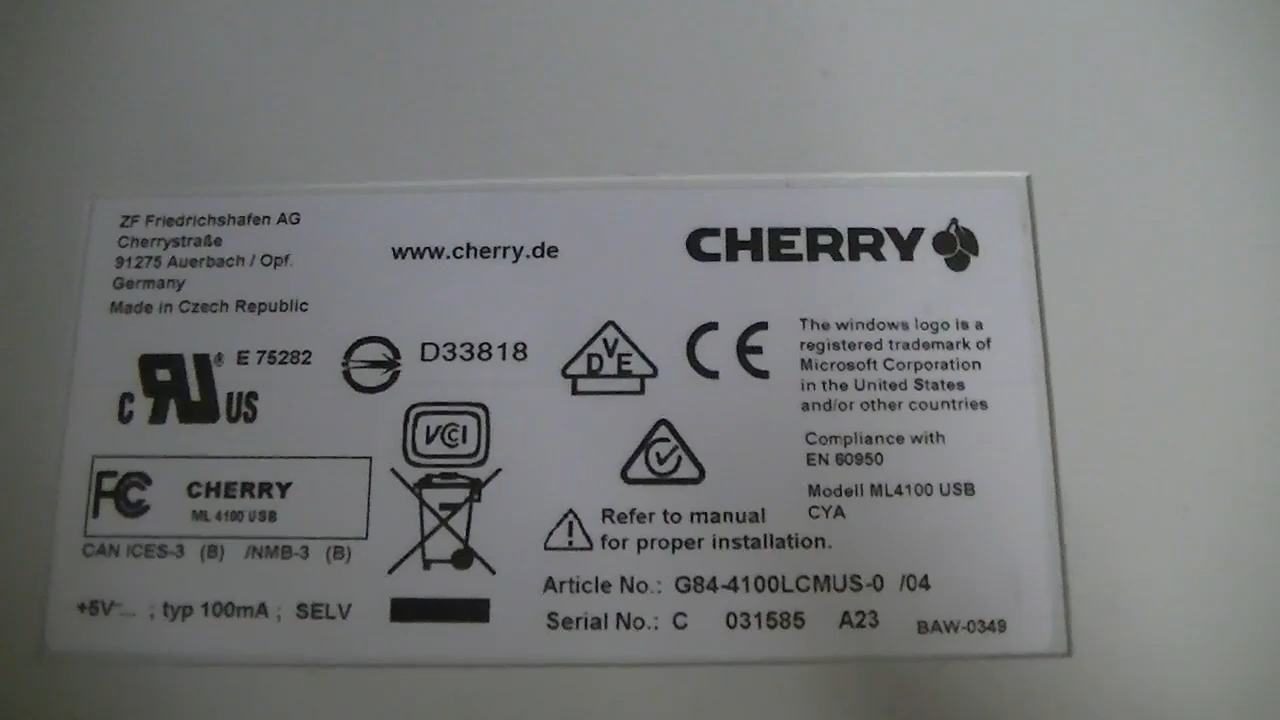 ZF Friedrichshafen AG
Cherrystraße
91275 Auerbach / Opf.
Germany
Made in Czech Republic
www.cherry.de
CHERRY
c RU ® US E 75282
D33818
VDE
CE
The windows logo is a
registered trademark of
Microsoft Corporation
in the United States
and/or other countries
VCI
Compliance with
EN 60950
Modell ML4100 USB
CYA
FC CHERRY
ML 4100 USB
CAN ICES-3 (B) /NMB-3 (B)
Refer to manual
for proper installation.
+5V ; typ 100mA ; SELV
Article No.: G84-4100LCMUS-0 /04
Serial No.: C 031585 A23 BAW-0349